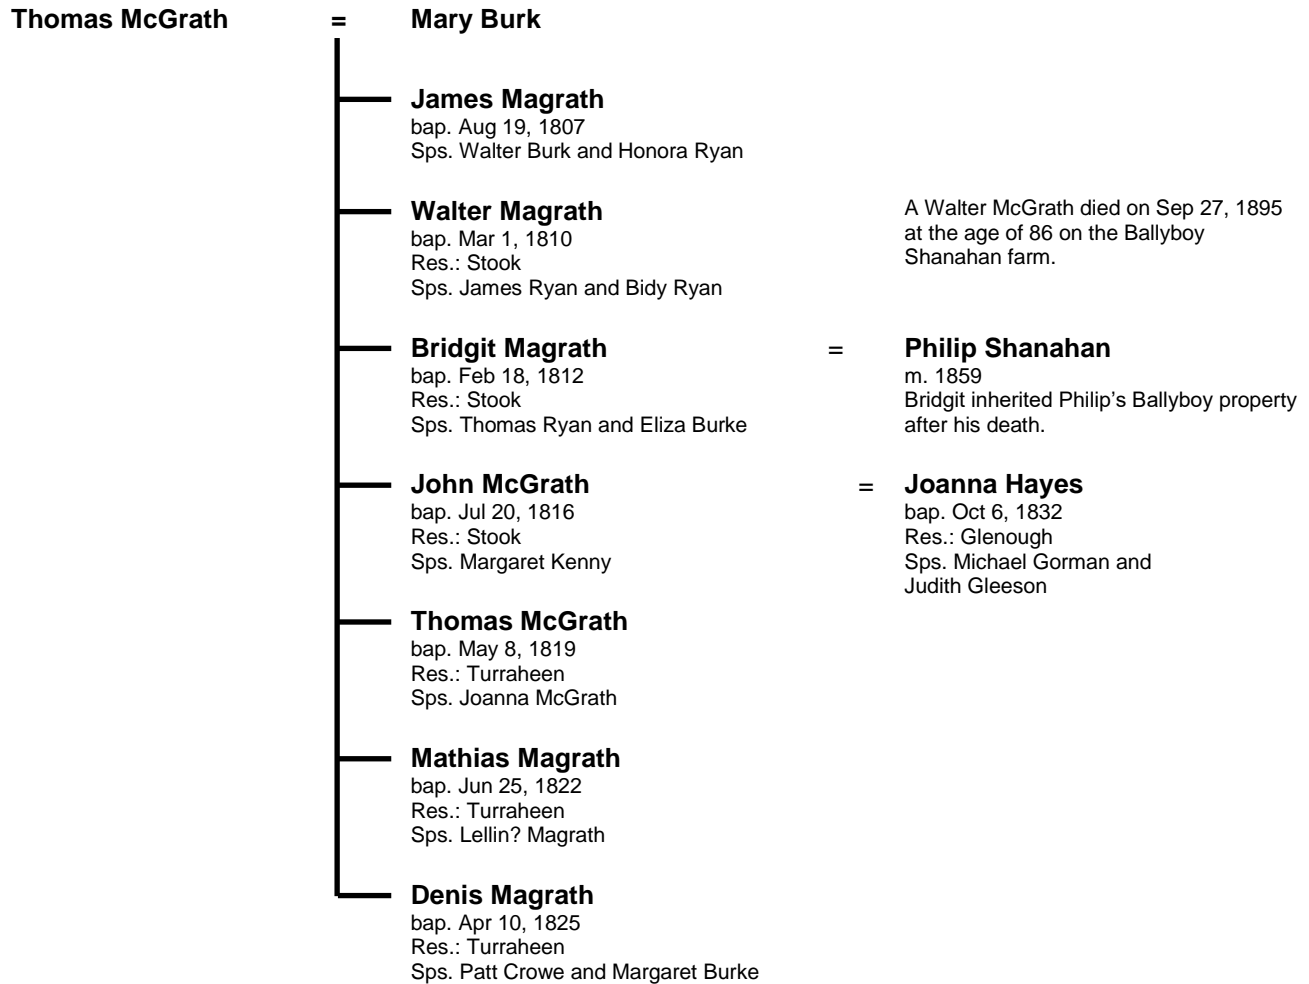 Thomas McGrath = Mary Burk
James Magrath
bap. Aug 19, 1807
Sps. Walter Burk and Honora Ryan
Walter Magrath
bap. Mar 1, 1810
Res.: Stook
Sps. James Ryan and Bidy Ryan
A Walter McGrath died on Sep 27, 1895
at the age of 86 on the Ballyboy
Shanahan farm.
Bridgit Magrath = Philip Shanahan
bap. Feb 18, 1812
Res.: Stook
Sps. Thomas Ryan and Eliza Burke
m. 1859
Bridgit inherited Philip's Ballyboy property
after his death.
John McGrath = Joanna Hayes
bap. Jul 20, 1816
Res.: Stook
Sps. Margaret Kenny
bap. Oct 6, 1832
Res.: Glenough
Sps. Michael Gorman and
Judith Gleeson
Thomas McGrath
bap. May 8, 1819
Res.: Turraheen
Sps. Joanna McGrath
Mathias Magrath
bap. Jun 25, 1822
Res.: Turraheen
Sps. Lellin? Magrath
Denis Magrath
bap. Apr 10, 1825
Res.: Turraheen
Sps. Patt Crowe and Margaret Burke